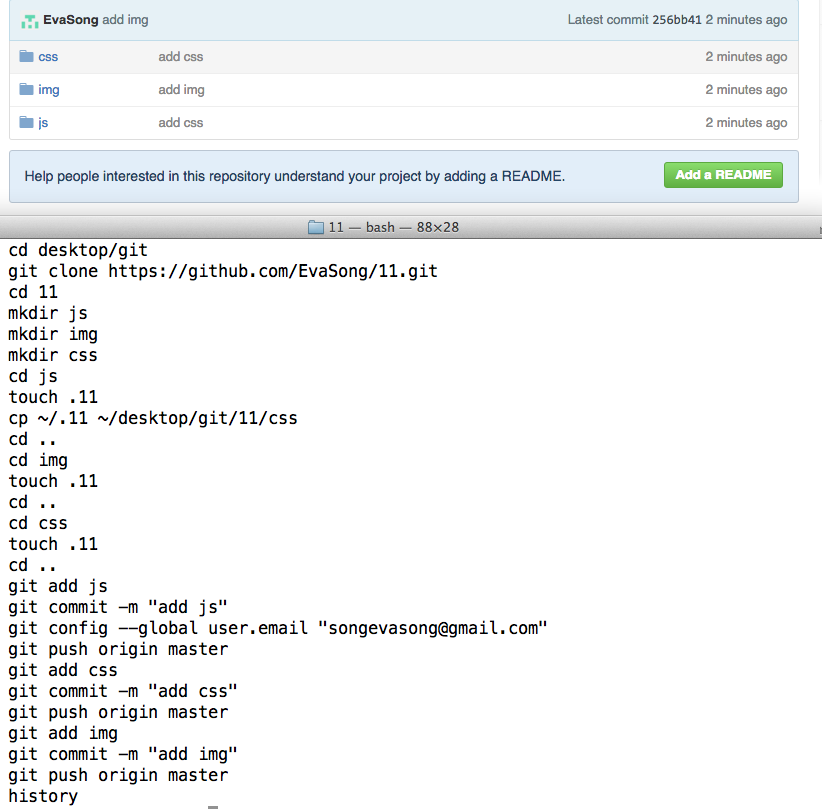 EvaSong add img Latest commit 256bb41 2 minutes ago
css add css 2 minutes ago
img add img 2 minutes ago
js add css 2 minutes ago
Help people interested in this repository understand your project by adding a README. Add a README
11 — bash — 88×28
cd desktop/git
git clone https://github.com/EvaSong/11.git
cd 11
mkdir js
mkdir img
mkdir css
cd js
touch .11
cp ~/.11 ~/desktop/git/11/css
cd ..
cd img
touch .11
cd ..
cd css
touch .11
cd ..
git add js
git commit -m "add js"
git config --global user.email "songevasong@gmail.com"
git push origin master
git add css
git commit -m "add css"
git push origin master
git add img
git commit -m "add img"
git push origin master
history